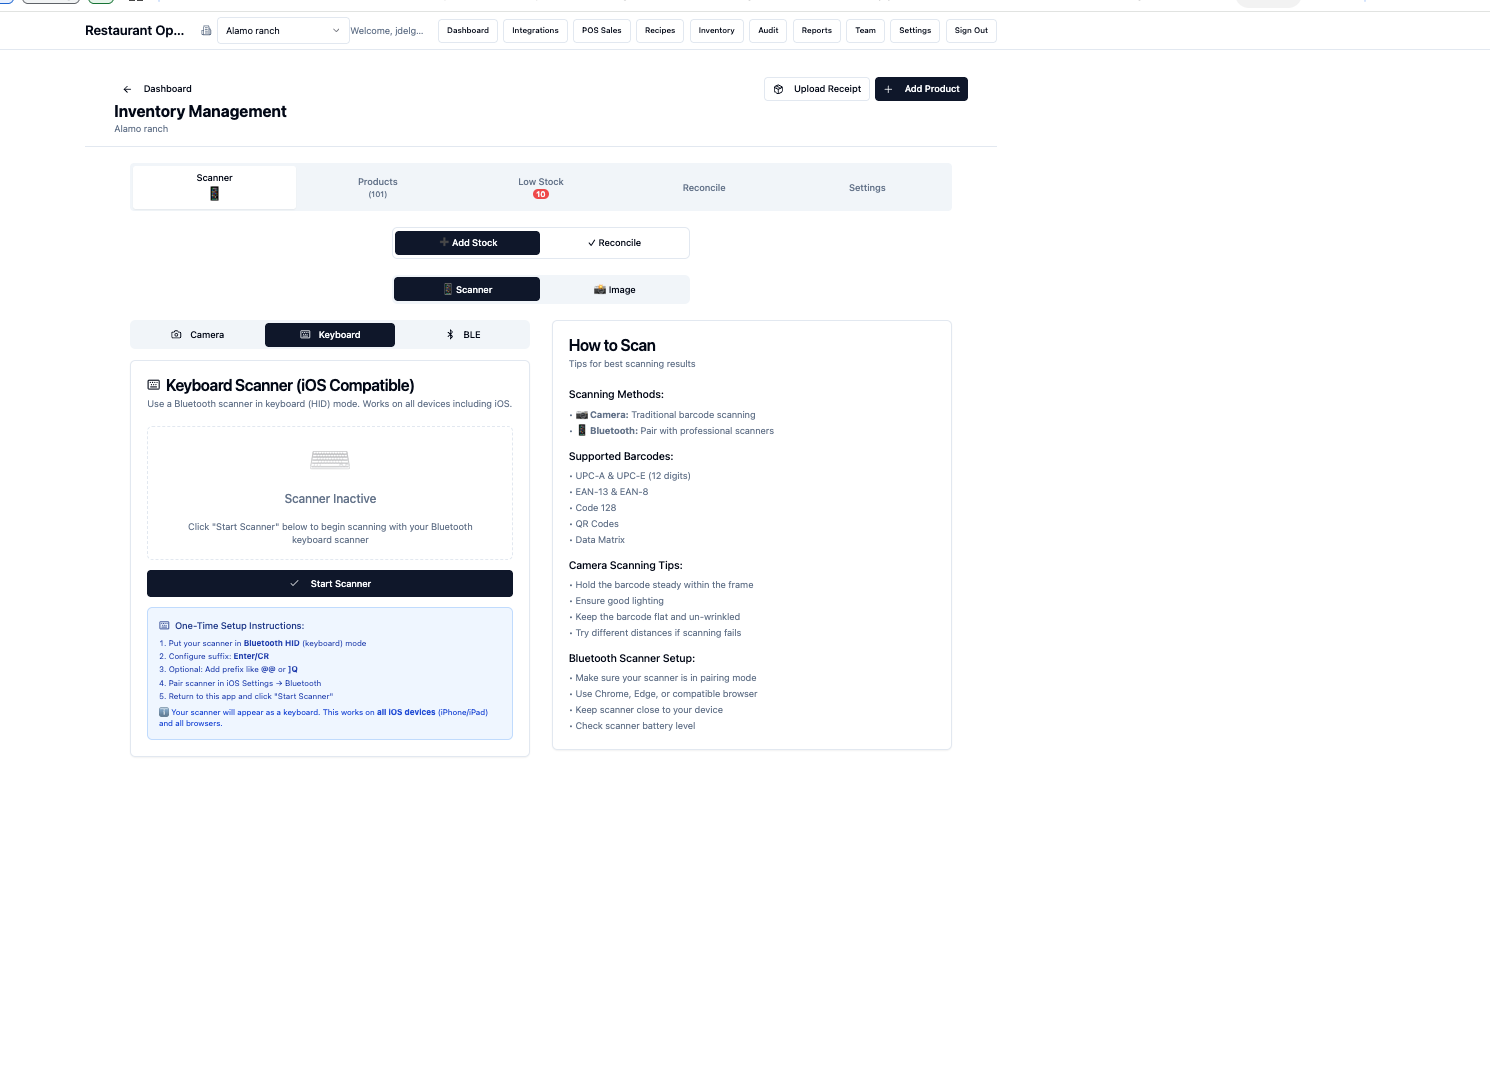 Restaurant Op...
Alamo ranch
Welcome, jdelg...
Dashboard
Integrations
POS Sales
Recipes
Inventory
Audit
Reports
Team
Settings
Sign Out
← Dashboard
Upload Receipt
+ Add Product
Inventory Management
Alamo ranch
Scanner
Products
(101)
Low Stock
10
Reconcile
Settings
➕ Add Stock
✓ Reconcile
📱 Scanner
📸 Image
Camera
Keyboard
BLE
Keyboard Scanner (iOS Compatible)
Use a Bluetooth scanner in keyboard (HID) mode. Works on all devices including iOS.
Scanner Inactive
Click "Start Scanner" below to begin scanning with your Bluetooth
keyboard scanner
✓ Start Scanner
One-Time Setup Instructions:
1. Put your scanner in Bluetooth HID (keyboard) mode
2. Configure suffix: Enter/CR
3. Optional: Add prefix like @@ or ]Q
4. Pair scanner in iOS Settings → Bluetooth
5. Return to this app and click "Start Scanner"
ℹ️ Your scanner will appear as a keyboard. This works on all iOS devices (iPhone/iPad)
and all browsers.
How to Scan
Tips for best scanning results
Scanning Methods:
• 📷 Camera: Traditional barcode scanning
• 📱 Bluetooth: Pair with professional scanners
Supported Barcodes:
• UPC-A & UPC-E (12 digits)
• EAN-13 & EAN-8
• Code 128
• QR Codes
• Data Matrix
Camera Scanning Tips:
• Hold the barcode steady within the frame
• Ensure good lighting
• Keep the barcode flat and un-wrinkled
• Try different distances if scanning fails
Bluetooth Scanner Setup:
• Make sure your scanner is in pairing mode
• Use Chrome, Edge, or compatible browser
• Keep scanner close to your device
• Check scanner battery level